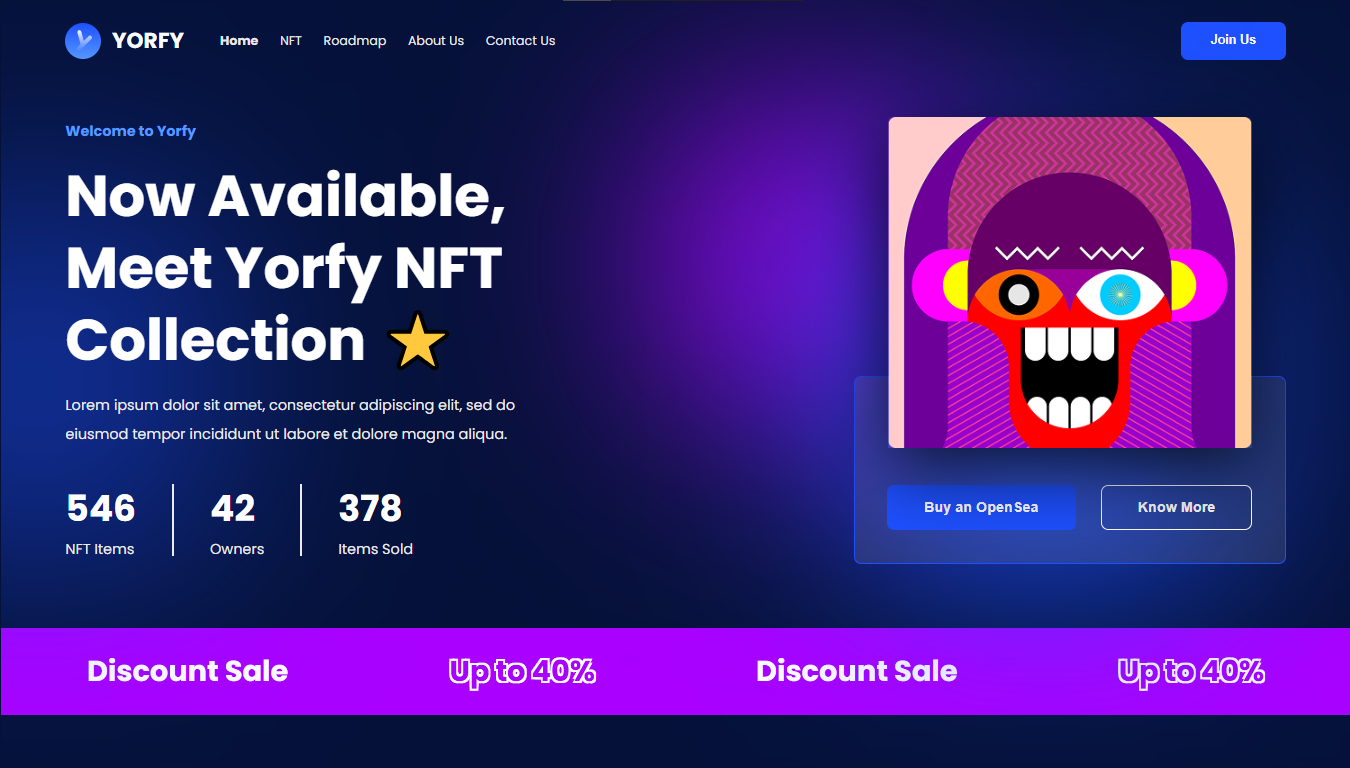 YORFY Home NFT Roadmap About Us Contact Us Join Us
Welcome to Yorfy
Now Available,
Meet Yorfy NFT
Collection
Lorem ipsum dolor sit amet, consectetur adipiscing elit, sed do
eiusmod tempor incididunt ut labore et dolore magna aliqua.
546 42 378
NFT Items Owners Items Sold
Buy an OpenSea Know More
Discount Sale Up to 40% Discount Sale Up to 40%